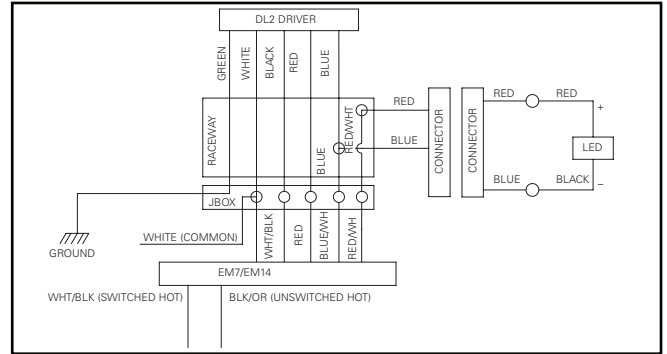 DL2 DRIVER
GREEN
WHITE
BLACK
RED
BLUE
RACEWAY
BLUE
RED/WHT
RED
BLUE
CONNECTOR
CONNECTOR
RED
RED
+
LED
BLUE
BLACK
–
JBOX
WHITE (COMMON)
GROUND
WHT/BLK
RED
BLUE/WH
RED/WH
EM7/EM14
WHT/BLK (SWITCHED HOT)
BLK/OR (UNSWITCHED HOT)